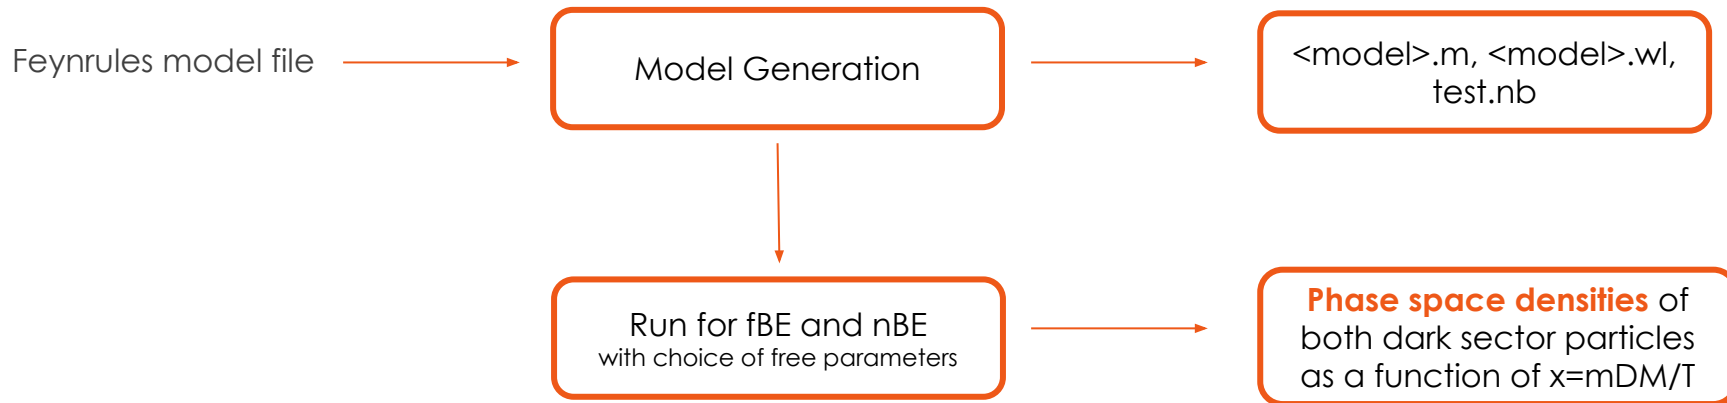 Feynrules model file
Model Generation
<model>.m, <model>.wl,
test.nb
Run for fBE and nBE
with choice of free parameters
Phase space densities of
both dark sector particles
as a function of x=mDM/T